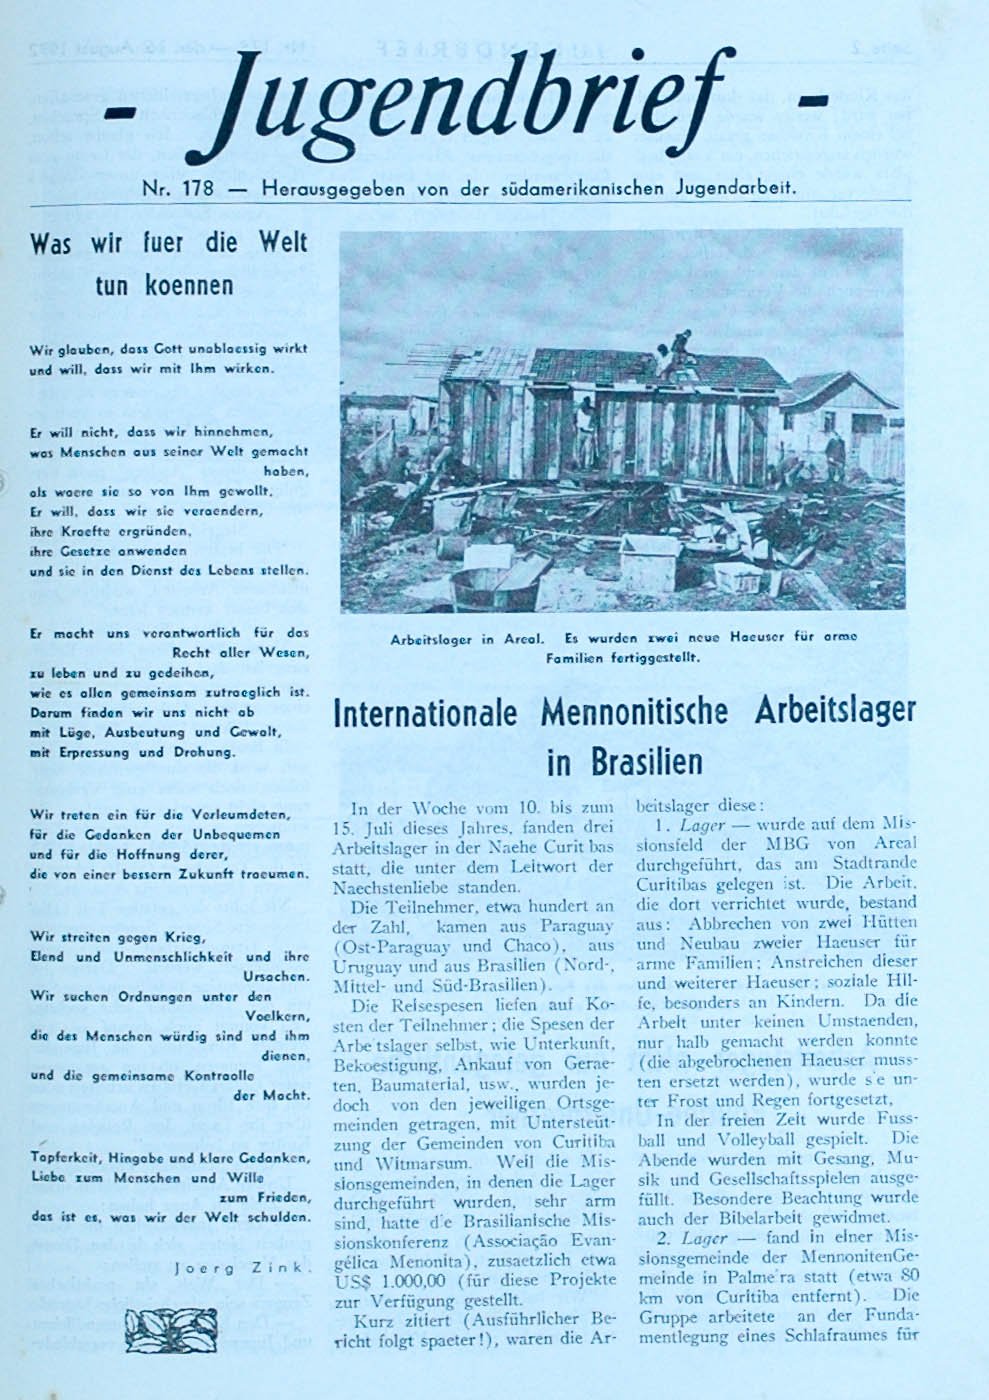 - Jugendbrief -
Nr. 178 — Herausgegeben von der südamerikanischen Jugendarbeit.
Was wir fuer die Welt
tun koennen
Wir glauben, dass Gott unablaessig wirkt
und will, dass wir mit Ihm wirken.
Er will nicht, dass wir hinnehmen,
was Menschen aus seiner Welt gemacht
haben,
als waere sie so von Ihm gewollt.
Er will, dass wir sie veraendern,
ihre Kraefte ergründen,
ihre Gesetze anwenden
und sie in den Dienst des Lebens stellen.
Er macht uns verantwortlich für das
Recht aller Wesen,
zu leben und zu gedeihen,
wie es allen gemeinsam zutraeglich ist.
Darum finden wir uns nicht ab
mit Lüge, Ausbeutung und Gewalt,
mit Erpressung und Drohung.
Wir treten ein für die Verleumdeten,
für die Gedanken der Unbequemen
und für die Hoffnung derer,
die von einer bessern Zukunft traeumen.
Wir streiten gegen Krieg,
Elend und Unmenschlichkeit und ihre
Ursachen.
Wir suchen Ordnungen unter den
Voelkern,
die des Menschen würdig sind und ihm
dienen,
und die gemeinsame Kontraolle
der Macht.
Tapferkeit, Hingabe und klare Gedanken,
Liebe zum Menschen und Wille
zum Frieden,
das ist es, was wir der Welt schulden.
Joerg Zink.
Arbeitslager in Areal. Es wurden zwei neue Haeuser für arme
Familien fertiggestellt.
Internationale Mennonitische Arbeitslager
in Brasilien
In der Woche vom 10. bis zum
15. Juli dieses Jahres, fanden drei
Arbeitslager in der Naehe Curit bas
statt, die unter dem Leitwort der
Naechstenliebe standen.
Die Teilnehmer, etwa hundert an
der Zahl, kamen aus Paraguay
(Ost-Paraguay und Chaco), aus
Uruguay und aus Brasilien (Nord-,
Mittel- und Süd-Brasilien).
Die Reisespesen liefen auf Ko-
sten der Teilnehmer; die Spesen der
Arbe tslager selbst, wie Unterkunft,
Bekoestigung, Ankauf von Gerae-
ten, Baumaterial, usw., wurden je-
doch von den jeweiligen Ortsge-
meinden getragen, mit Untersteüt-
zung der Gemeinden von Curitiba
und Witmarsum. Weil die Mis-
sionsgemeinden, in denen die Lager
durchgeführt wurden, sehr arm
sind, hatte d e Brasilianische Mis-
sionskonferenz (Associação Evan-
gélica Menonita), zusaetzlich etwa
US$ 1.000,00 (für diese Projekte
zur Verfügung gestellt.
Kurz zitiert (Ausführlicher Be-
richt folgt spaeter!), waren die Ar-
beitslager diese:
1. Lager — wurde auf dem Mis-
sionsfeld der MBG von Areal
durchgeführt, das am Stadtrande
Curitibas gelegen ist. Die Arbeit,
die dort verrichtet wurde, bestand
aus: Abbrechen von zwei Hütten
und Neubau zweier Haeuser für
arme Familien; Anstreichen dieser
und weiterer Haeuser; soziale Hil-
fe, besonders an Kindern. Da die
Arbeit unter keinen Umstaenden,
nur halb gemacht werden konnte
(die abgebrochenen Haeuser muss-
ten ersetzt werden), wurde s e un-
ter Frost und Regen fortgesetzt,
In der freien Zeit wurde Fuss-
ball und Volleyball gespielt. Die
Abende wurden mit Gesang, Mu-
sik und Gesellschaftsspielen ausge-
füllt. Besondere Beachtung wurde
auch der Bibelarbeit gewidmet.
2. Lager — fand in einer Mis-
sionsgemeinde der MennonitenGe-
meinde in Palme ra statt (etwa 80
km von Curitiba entfernt). Die
Gruppe arbeitete an der Funda-
mentlegung eines Schlafraumes für